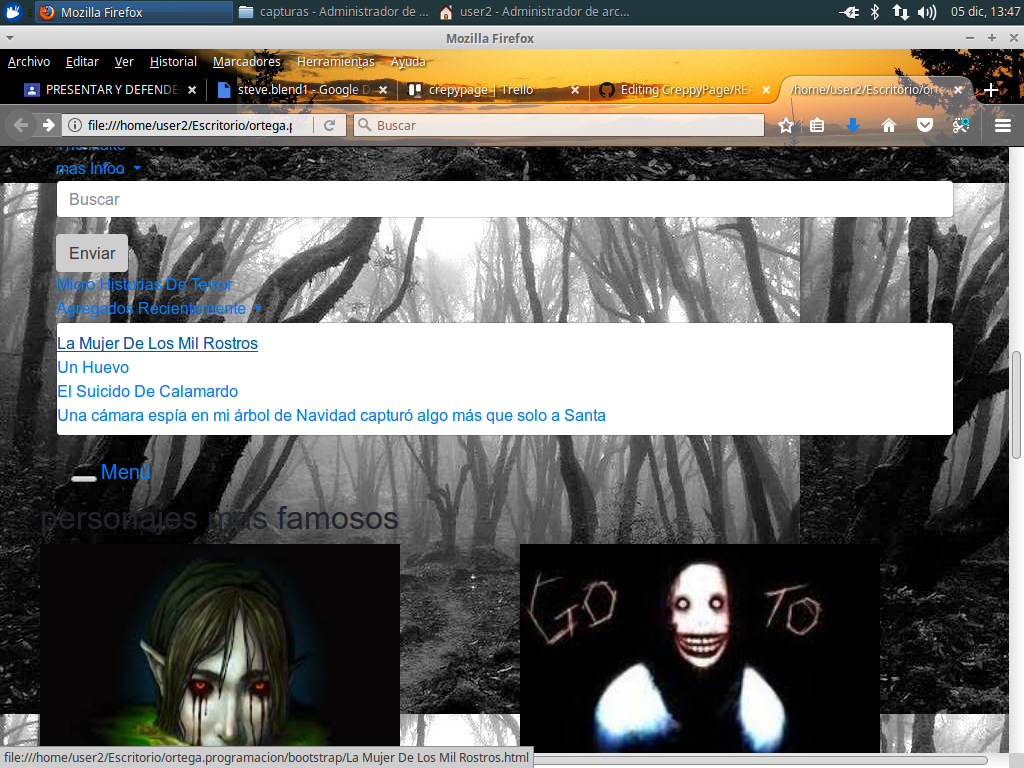 Mozilla Firefox
capturas - Administrador de ...
user2 - Administrador de arc...
05 dic, 13:47
Mozilla Firefox
Archivo Editar Ver Historial Marcadores Herramientas Ayuda
PRESENTAR Y DEFENDE
steve.blend1 - Google D
crepypage | Trello
Editing CreppyPage/REA
/home/user2/Escritorio/orte
file:///home/user2/Escritorio/ortega.p
Buscar
mas Infoo
Buscar
Enviar
Micro Historias De Terror
Agregados Recientemente
La Mujer De Los Mil Rostros
Un Huevo
El Suicido De Calamardo
Una cámara espía en mi árbol de Navidad capturó algo más que solo a Santa
Menú
personajes mas famosos
GO TO
file:///home/user2/Escritorio/ortega.programacion/bootstrap/La Mujer De Los Mil Rostros.html